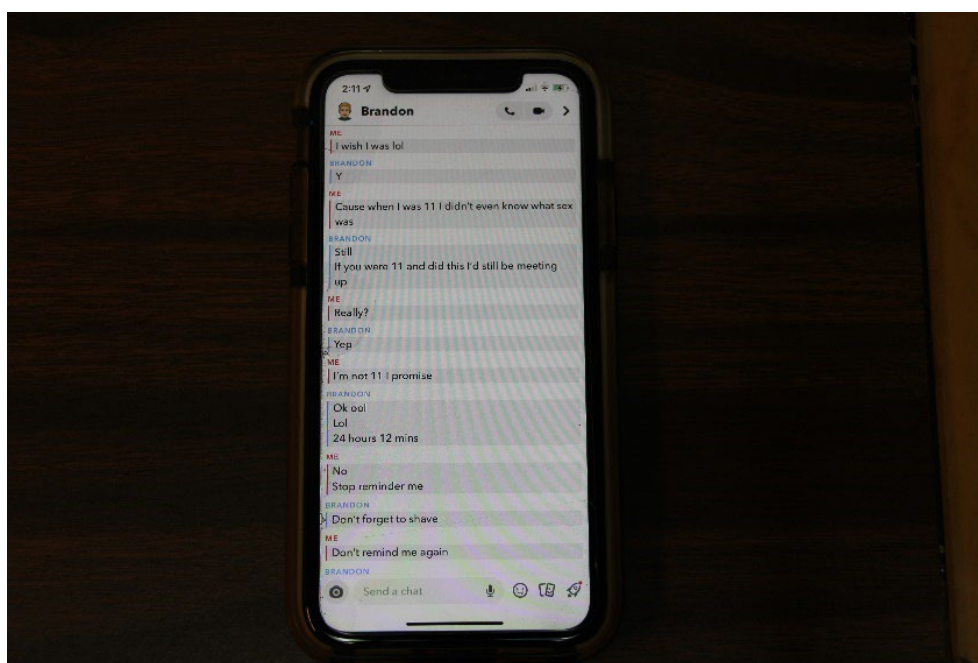 2:11
Brandon
ME
I wish I was lol
BRANDON
Y
ME
Cause when I was 11 I didn't even know what sex
was
BRANDON
Still
If you were 11 and did this I'd still be meeting
up
ME
Really?
BRANDON
Yep
ME
I'm not 11 I promise
BRANDON
Ok ool
Lol
24 hours 12 mins
ME
No
Stop reminder me
BRANDON
Don't forget to shave
ME
Don't remind me again
BRANDON
Send a chat